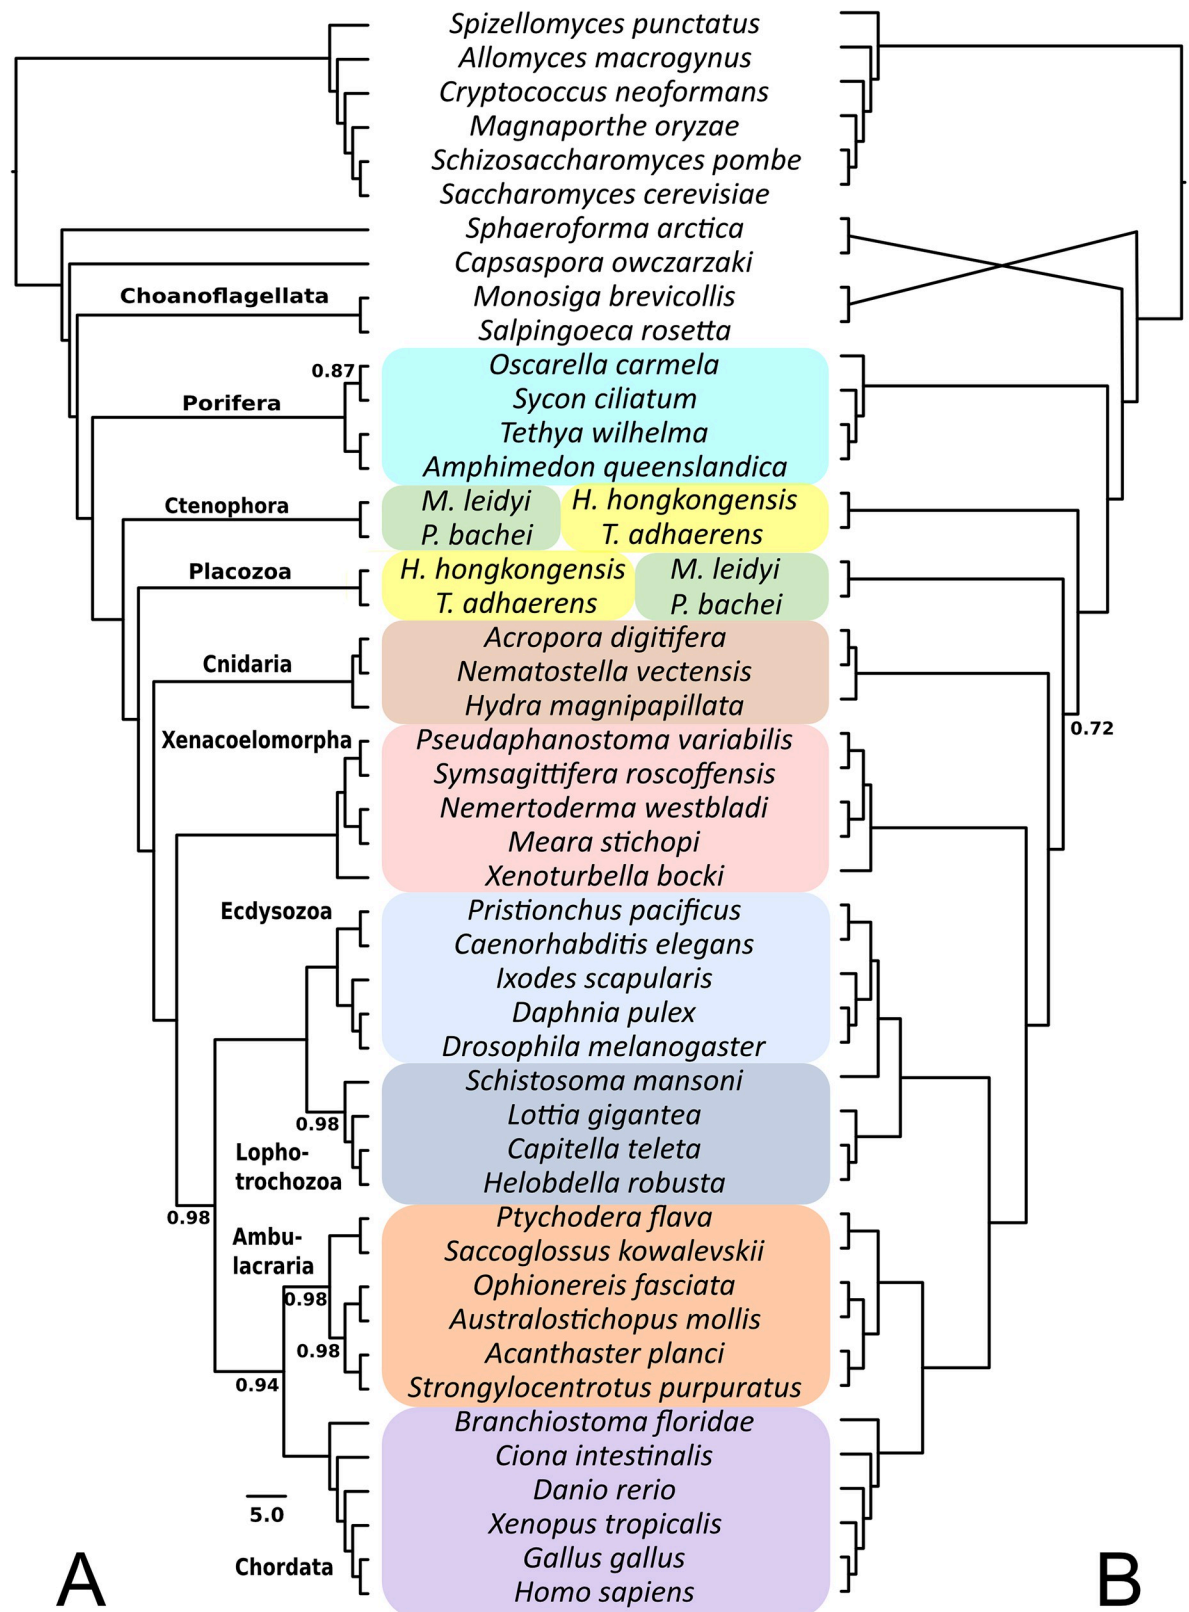 Spizellomyces punctatus
Allomyces macrogynus
Cryptococcus neoformans
Magnaporthe oryzae
Schizosaccharomyces pombe
Saccharomyces cerevisiae
Sphaeroforma arctica
Capsaspora owczarzaki
Choanoflagellata
Monosiga brevicollis
Salpingoeca rosetta
0.87
Oscarella carmela
Porifera
Sycon ciliatum
Tethya wilhelma
Amphimedon queenslandica
Ctenophora
M. leidyi H. hongkongensis
P. bachei T. adhaerens
Placozoa
H. hongkongensis M. leidyi
T. adhaerens P. bachei
Acropora digitifera
Cnidaria
Nematostella vectensis
Hydra magnipapillata
0.72
Xenacoelomorpha
Pseudaphanostoma variabilis
Symsagittifera roscoffensis
Nemertoderma westbladi
Meara stichopi
Xenoturbella bocki
Ecdysozoa
Pristionchus pacificus
Caenorhabditis elegans
Ixodes scapularis
Daphnia pulex
Drosophila melanogaster
Schistosoma mansoni
0.98
Lottia gigantea
Lopho-
trochozoa
Capitella teleta
Helobdella robusta
0.98
Ptychodera flava
Ambu-
lacraria
Saccoglossus kowalevskii
0.98
Ophionereis fasciata
Australostichopus mollis
0.98
Acanthaster planci
0.94
Strongylocentrotus purpuratus
Branchiostoma floridae
Ciona intestinalis
Danio rerio
5.0
Xenopus tropicalis
Chordata
Gallus gallus
Homo sapiens
A
B